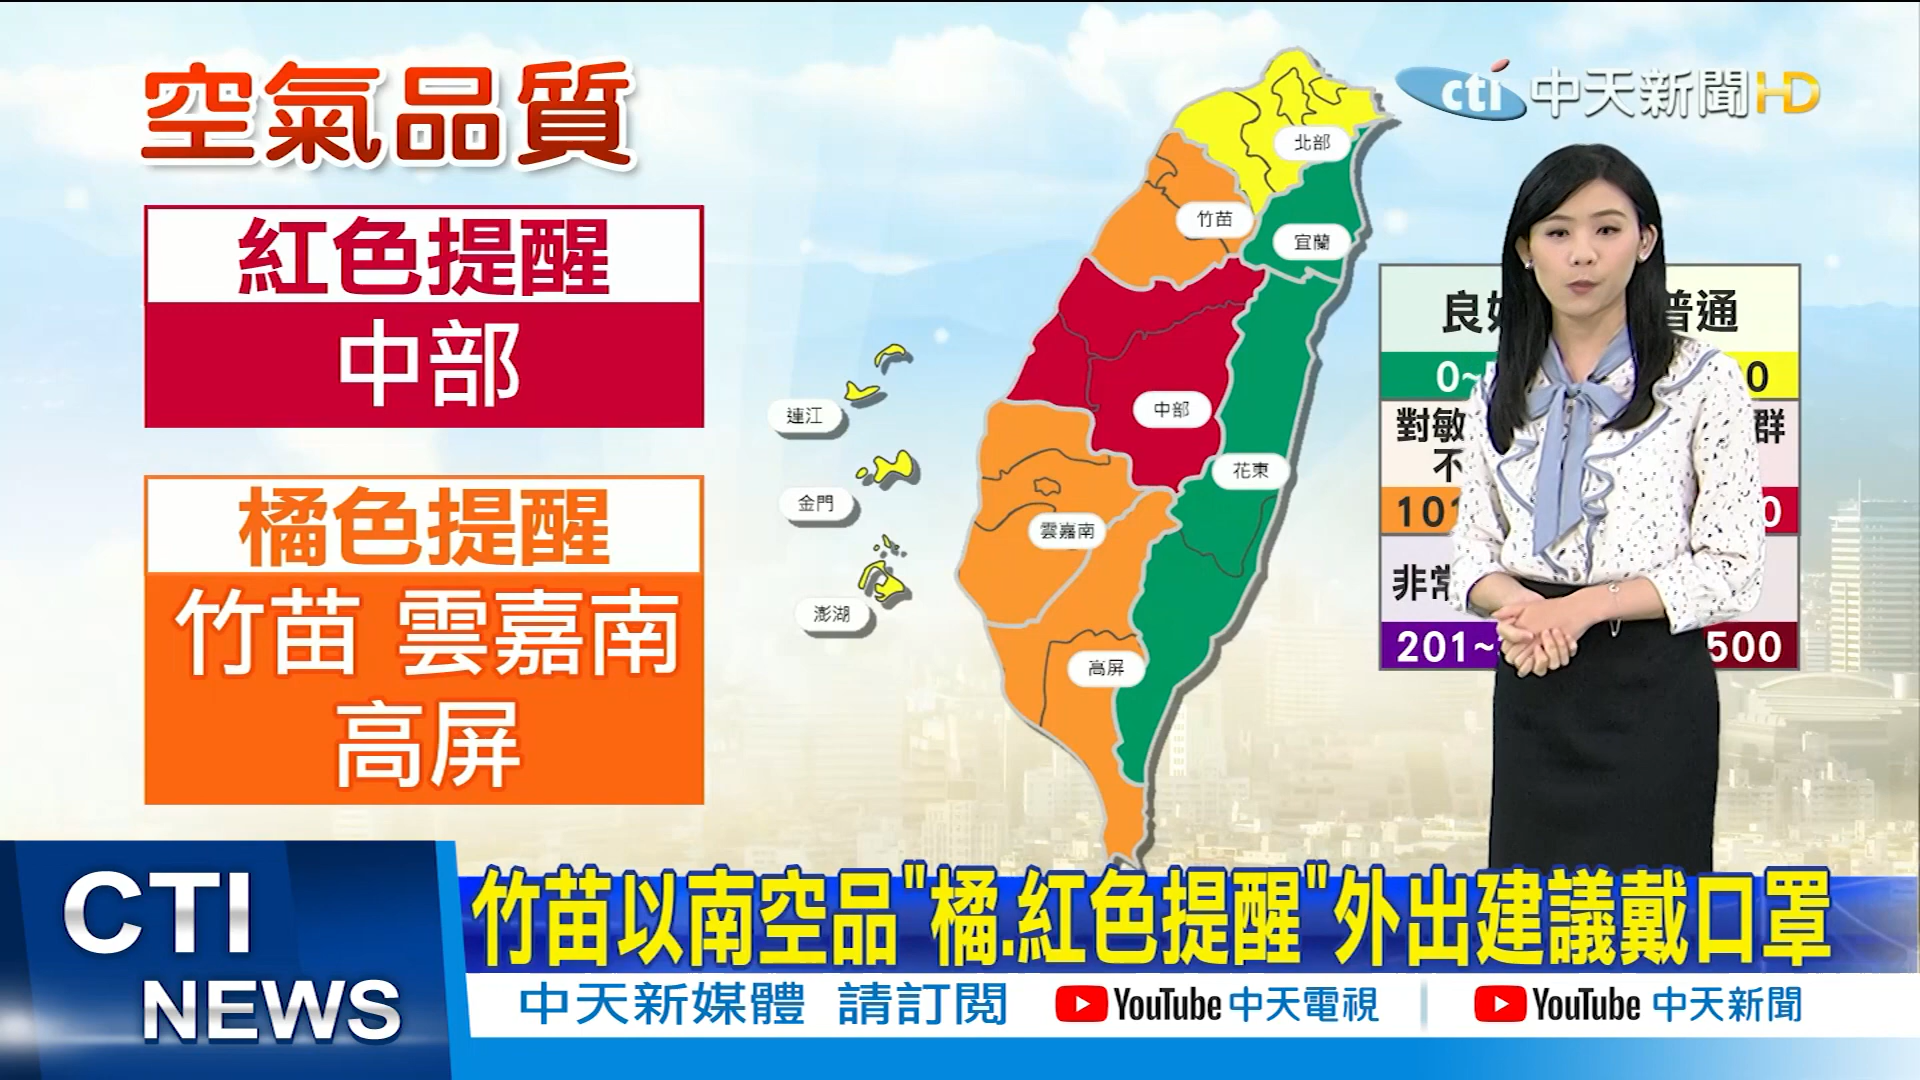 空氣品質
紅色提醒
中部
橘色提醒
竹苗 雲嘉南
高屏
北部
竹苗
宜蘭
連江
中部
花東
金門
雲嘉南
澎湖
高屏
cti 中天新聞HD
普通
對敏
群
不
101
非常
201~
500
CTI
NEWS
竹苗以南空品"橘.紅色提醒"外出建議戴口罩
中天新媒體 請訂閱 YouTube 中天電視 YouTube 中天新聞